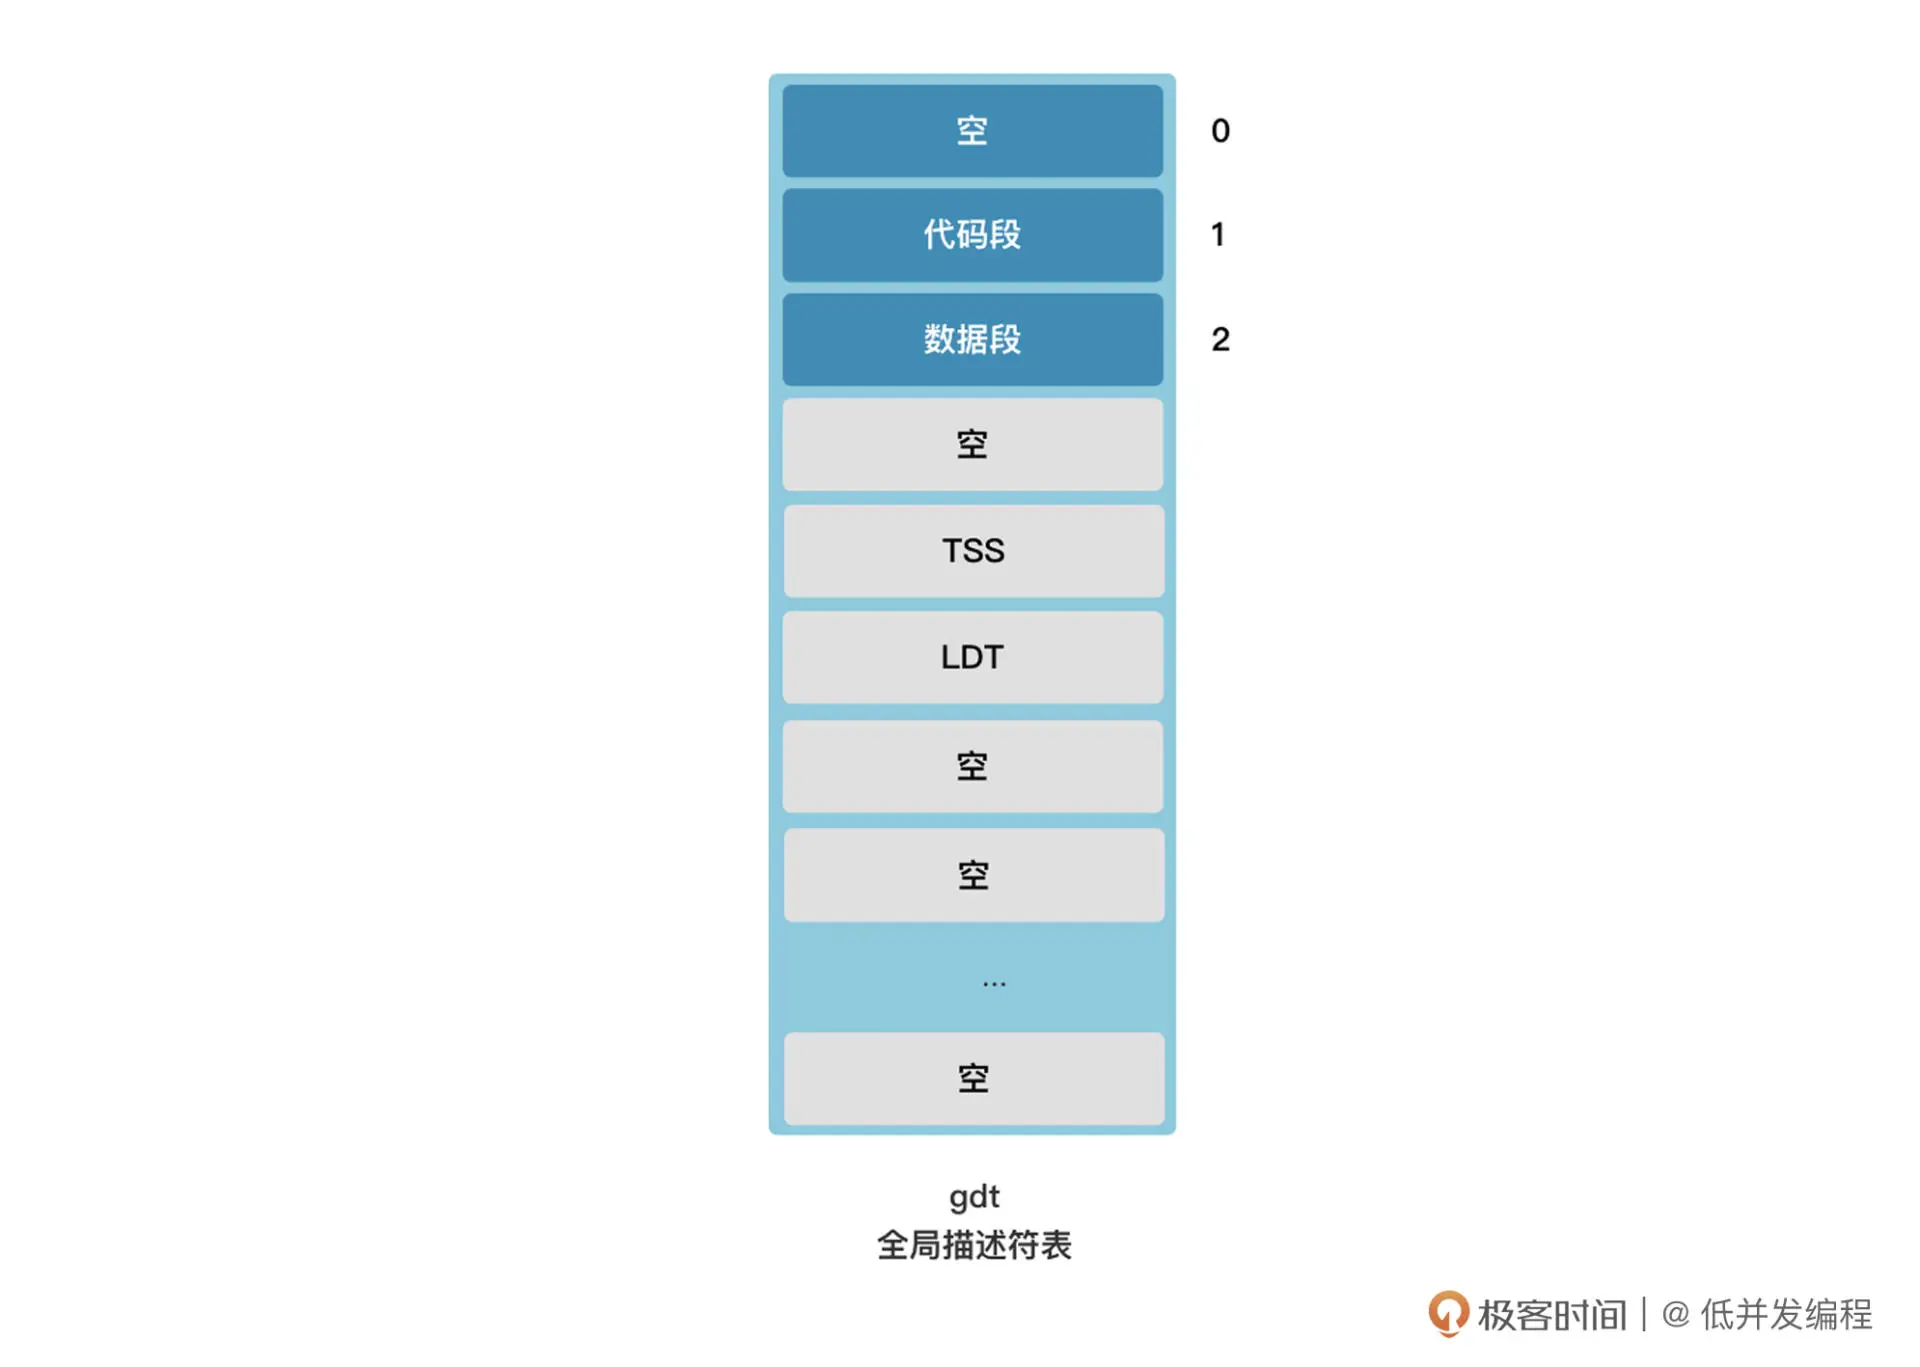 空 0
代码段 1
数据段 2
空
TSS
LDT
空
空
...
空
gdt
全局描述符表
极客时间 | @ 低并发编程